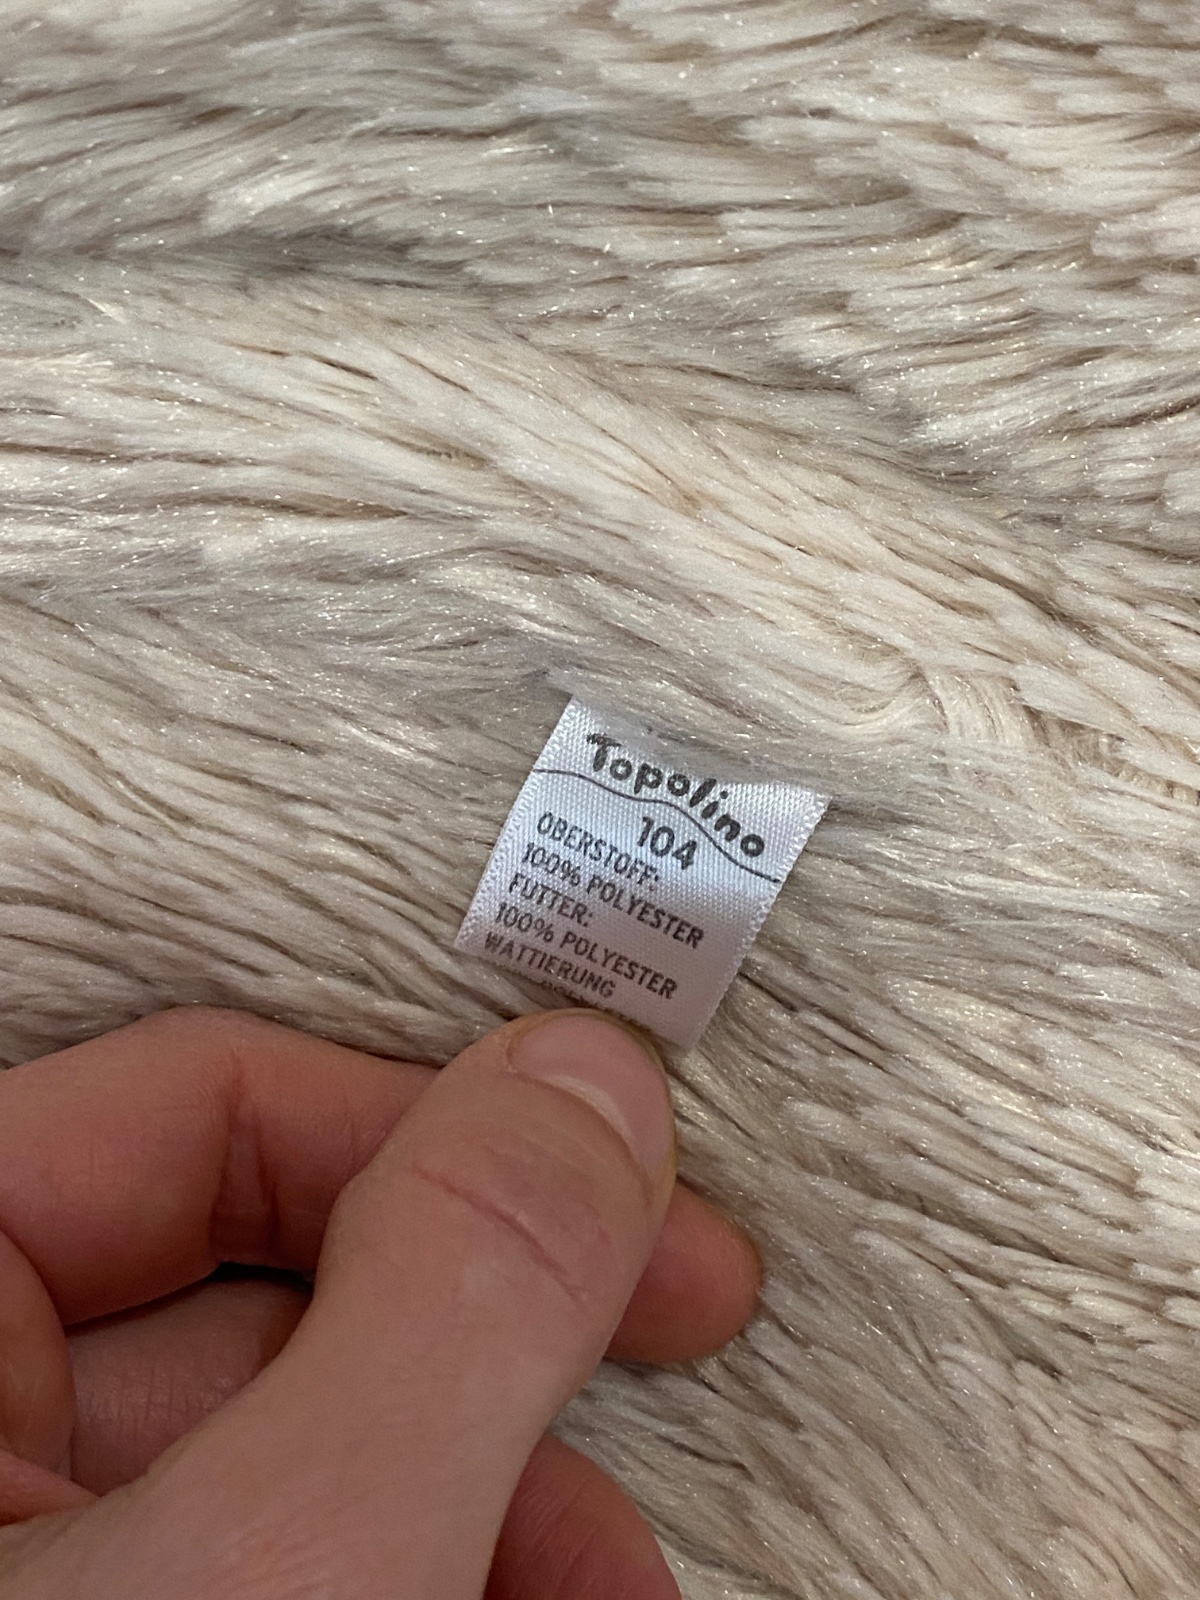 Topolino
104
OBERSTOFF:
100% POLYESTER
FUTTER:
100% POLYESTER
WATTIERUNG